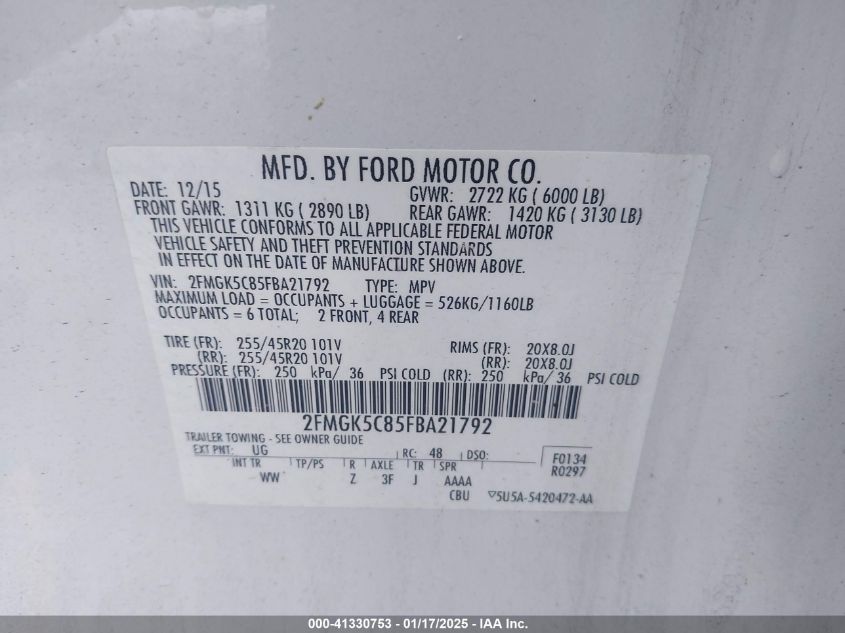 MFD. BY FORD MOTOR CO.
DATE: 12/15 GVWR: 2722 KG ( 6000 LB)
FRONT GAWR: 1311 KG ( 2890 LB) REAR GAWR: 1420 KG ( 3130 LB)
THIS VEHICLE CONFORMS TO ALL APPLICABLE FEDERAL MOTOR
VEHICLE SAFETY AND THEFT PREVENTION STANDARDS
IN EFFECT ON THE DATE OF MANUFACTURE SHOWN ABOVE.
VIN: 2FMGK5C85FBA21792 TYPE: MPV
MAXIMUM LOAD = OCCUPANTS + LUGGAGE = 526KG/1160LB
OCCUPANTS = 6 TOTAL; 2 FRONT, 4 REAR
TIRE (FR): 255/45R20 101V RIMS (FR): 20X8.0J
(RR): 255/45R20 101V (RR): 20X8.0J
PRESSURE (FR): 250 kPa/ 36 PSI COLD (RR): 250 kPa/ 36 PSI COLD
2FMGK5C85FBA21792
TRAILER TOWING - SEE OWNER GUIDE
EXT PNT: UG RC: 48 DSO: F0134
R0297
INT TR TP/PS R AXLE TR SPR
WW Z 3F J AAAA
CBU ▽5U5A-5420472-AA
000-41330753 - 01/17/2025 - IAA Inc.